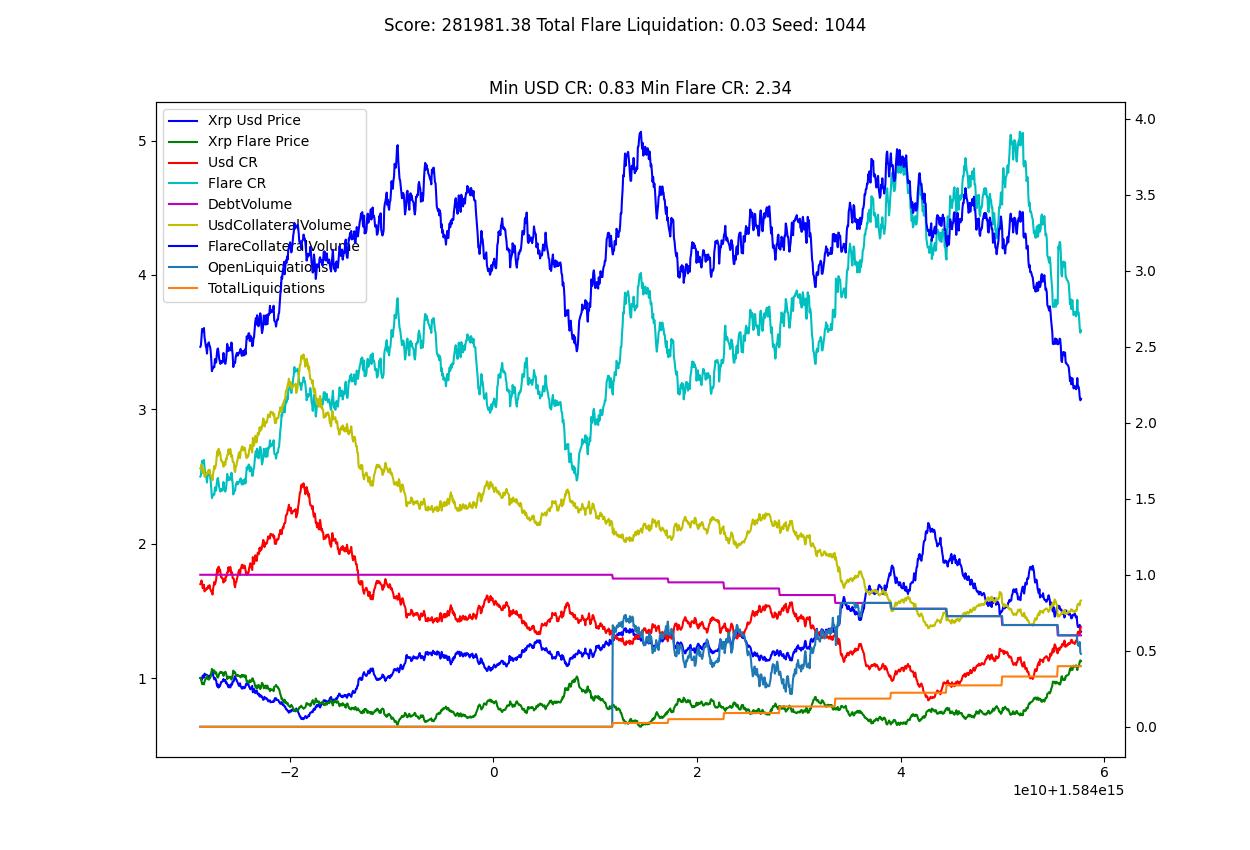 Score: 281981.38 Total Flare Liquidation: 0.03 Seed: 1044
Min USD CR: 0.83 Min Flare CR: 2.34
Xrp Usd Price
Xrp Flare Price
Usd CR
Flare CR
DebtVolume
UsdCollateralVolume
FlareCollateralVolume
OpenLiquidations
TotalLiquidations
5
4
3
2
1
4.0
3.5
3.0
2.5
2.0
1.5
1.0
0.5
0.0
−2
0
2
4
6
1e10+1.584e15